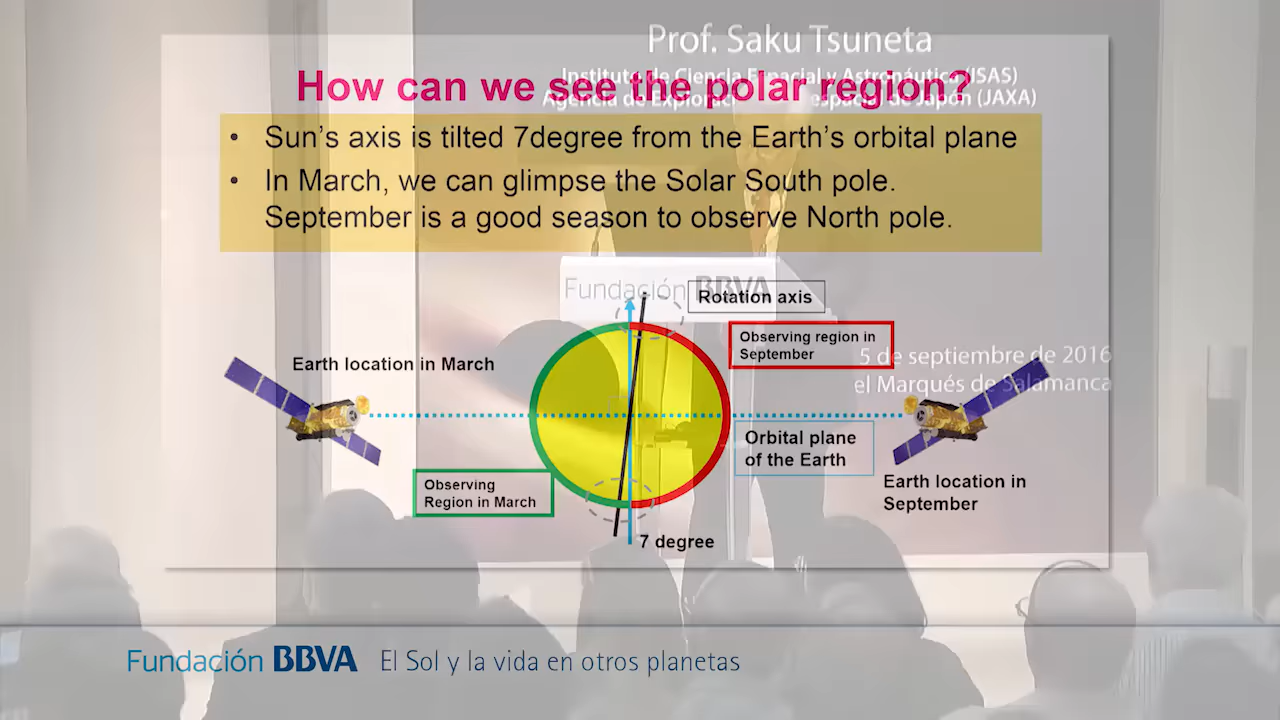 Prof. Saku Tsuneta
Instituto de Ciencia Espacial y Astronáutica (ISAS)
How can we see the polar region?
Agencia de Explorac espacial de Japón (JAXA)
• Sun's axis is tilted 7degree from the Earth's orbital plane
• In March, we can glimpse the Solar South pole.
September is a good season to observe North pole.
Fundación BBVA
Rotation axis
Observing region in
September
Earth location in March
5 de septiembre de 2016
el Marqués de Salamanca
Orbital plane
of the Earth
Observing
Region in March
Earth location in
September
7 degree
Fundación BBVA El Sol y la vida en otros planetas